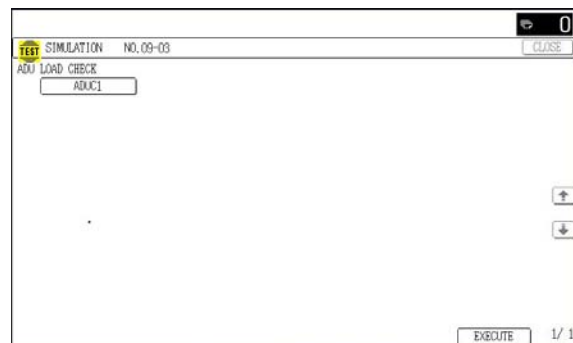 0
TEST SIMULATION NO.09-03 CLOSE
ADU LOAD CHECK
ADUC1
EXECUTE 1/ 1